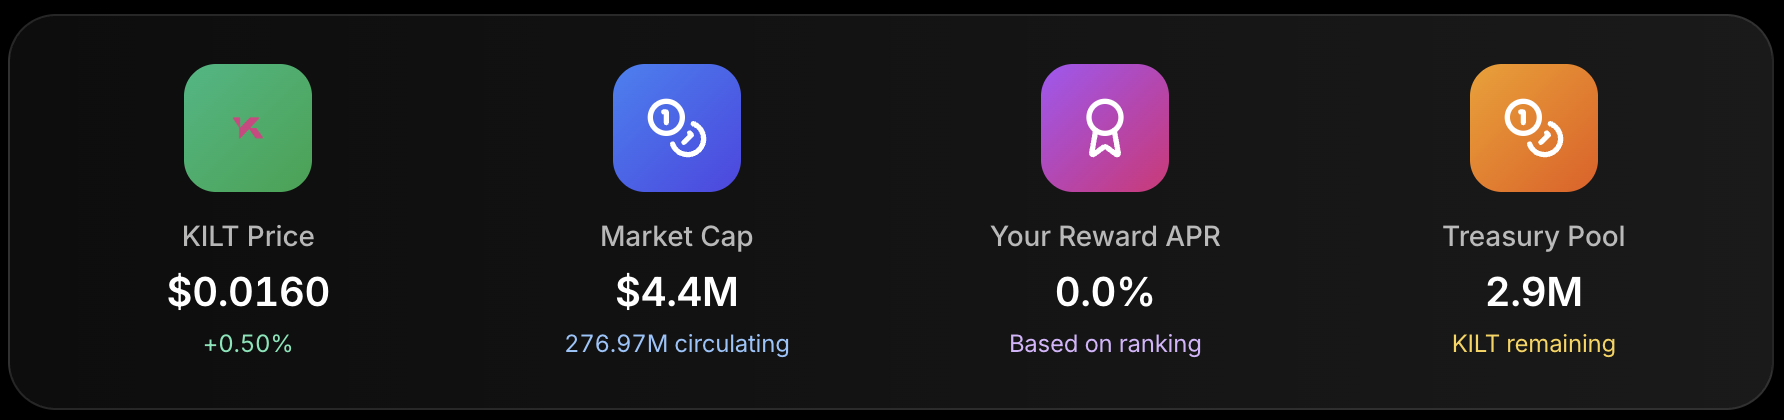 KILT Price
$0.0160
+0.50%
Market Cap
$4.4M
276.97M circulating
Your Reward APR
0.0%
Based on ranking
Treasury Pool
2.9M
KILT remaining